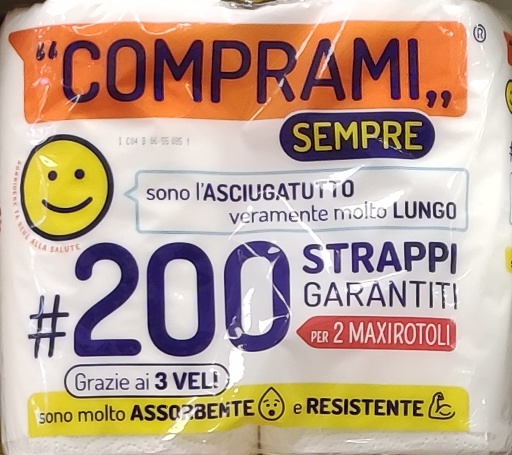 “COMPRAMI„ ®
SEMPRE
sono l'ASCIUGATUTTO
veramente molto LUNGO
#200 STRAPPI
GARANTITI
PER 2 MAXIROTOLI
Grazie ai 3 VELI
sono molto ASSORBENTE e RESISTENTE